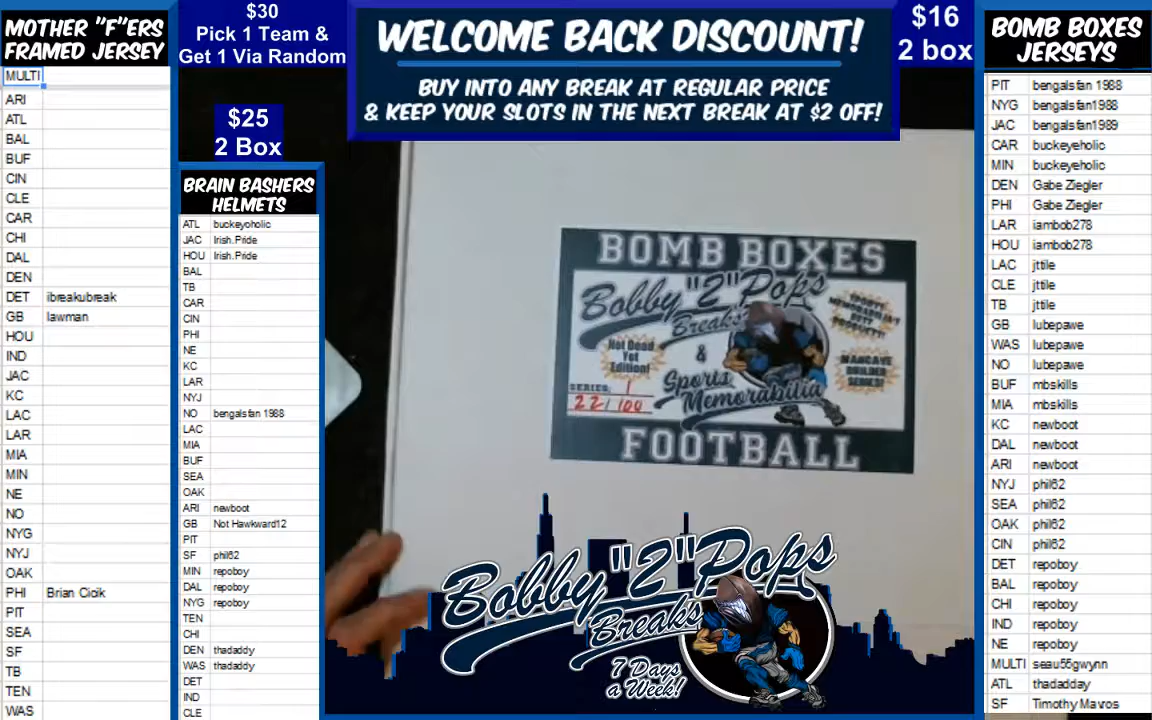 MOTHER "F"ERS
FRAMED JERSEY
MULTI
ARI
ATL
BAL
BUF
CIN
CLE
CAR
CHI
DAL
DEN
DET ibreakubreak
GB lawman
HOU
IND
JAC
KC
LAC
LAR
MIA
MIN
NE
NO
NYG
NYJ
OAK
PHI Brian Cicik
PIT
SEA
SF
TB
TEN
WAS
$30
Pick 1 Team &
Get 1 Via Random
$25
2 Box
BRAIN BASHERS
HELMETS
ATL buckeyoholic
JAC Irish.Pride
HOU Irish.Pride
BAL
TB
CAR
CIN
PHI
NE
KC
LAR
NYJ
NO bengalsfan 1988
LAC
MIA
BUF
SEA
OAK
ARI newboot
GB Not Hawkward12
PIT
SF phil62
MIN repoboy
DAL repoboy
NYG repoboy
TEN
CHI
DEN thadaddy
WAS thadaddy
DET
IND
CLE
WELCOME BACK DISCOUNT!
BUY INTO ANY BREAK AT REGULAR PRICE
& KEEP YOUR SLOTS IN THE NEXT BREAK AT $2 OFF!
$16
2 box
BOMB BOXES
Bobby "2" Pops
Breaks
&
Sports
Memorabilia
Not Dead
Yet
Edition!
SERIES: 1
22/100
MANCAVE
BUILDER
SERIES!
FOOTBALL
Bobby "2" Pops
Breaks
7 Days
a Week!
BOMB BOXES
JERSEYS
PIT bengalsfan 1988
NYG bengalsfan1988
JAC bengalsfan1989
CAR buckeyeholic
MIN buckeyeholic
DEN Gabe Ziegler
PHI Gabe Ziegler
LAR iambob278
HOU iambob278
LAC jttile
CLE jttile
TB jttile
GB lubepawe
WAS lubepawe
NO lubepawe
BUF mbskills
MIA mbskills
KC newboot
DAL newboot
ARI newboot
NYJ phil62
SEA phil62
OAK phil62
CIN phil62
DET repoboy
BAL repoboy
CHI repoboy
IND repoboy
NE repoboy
MULTI seau55gwynn
ATL thadadday
SF Timothy Mavros